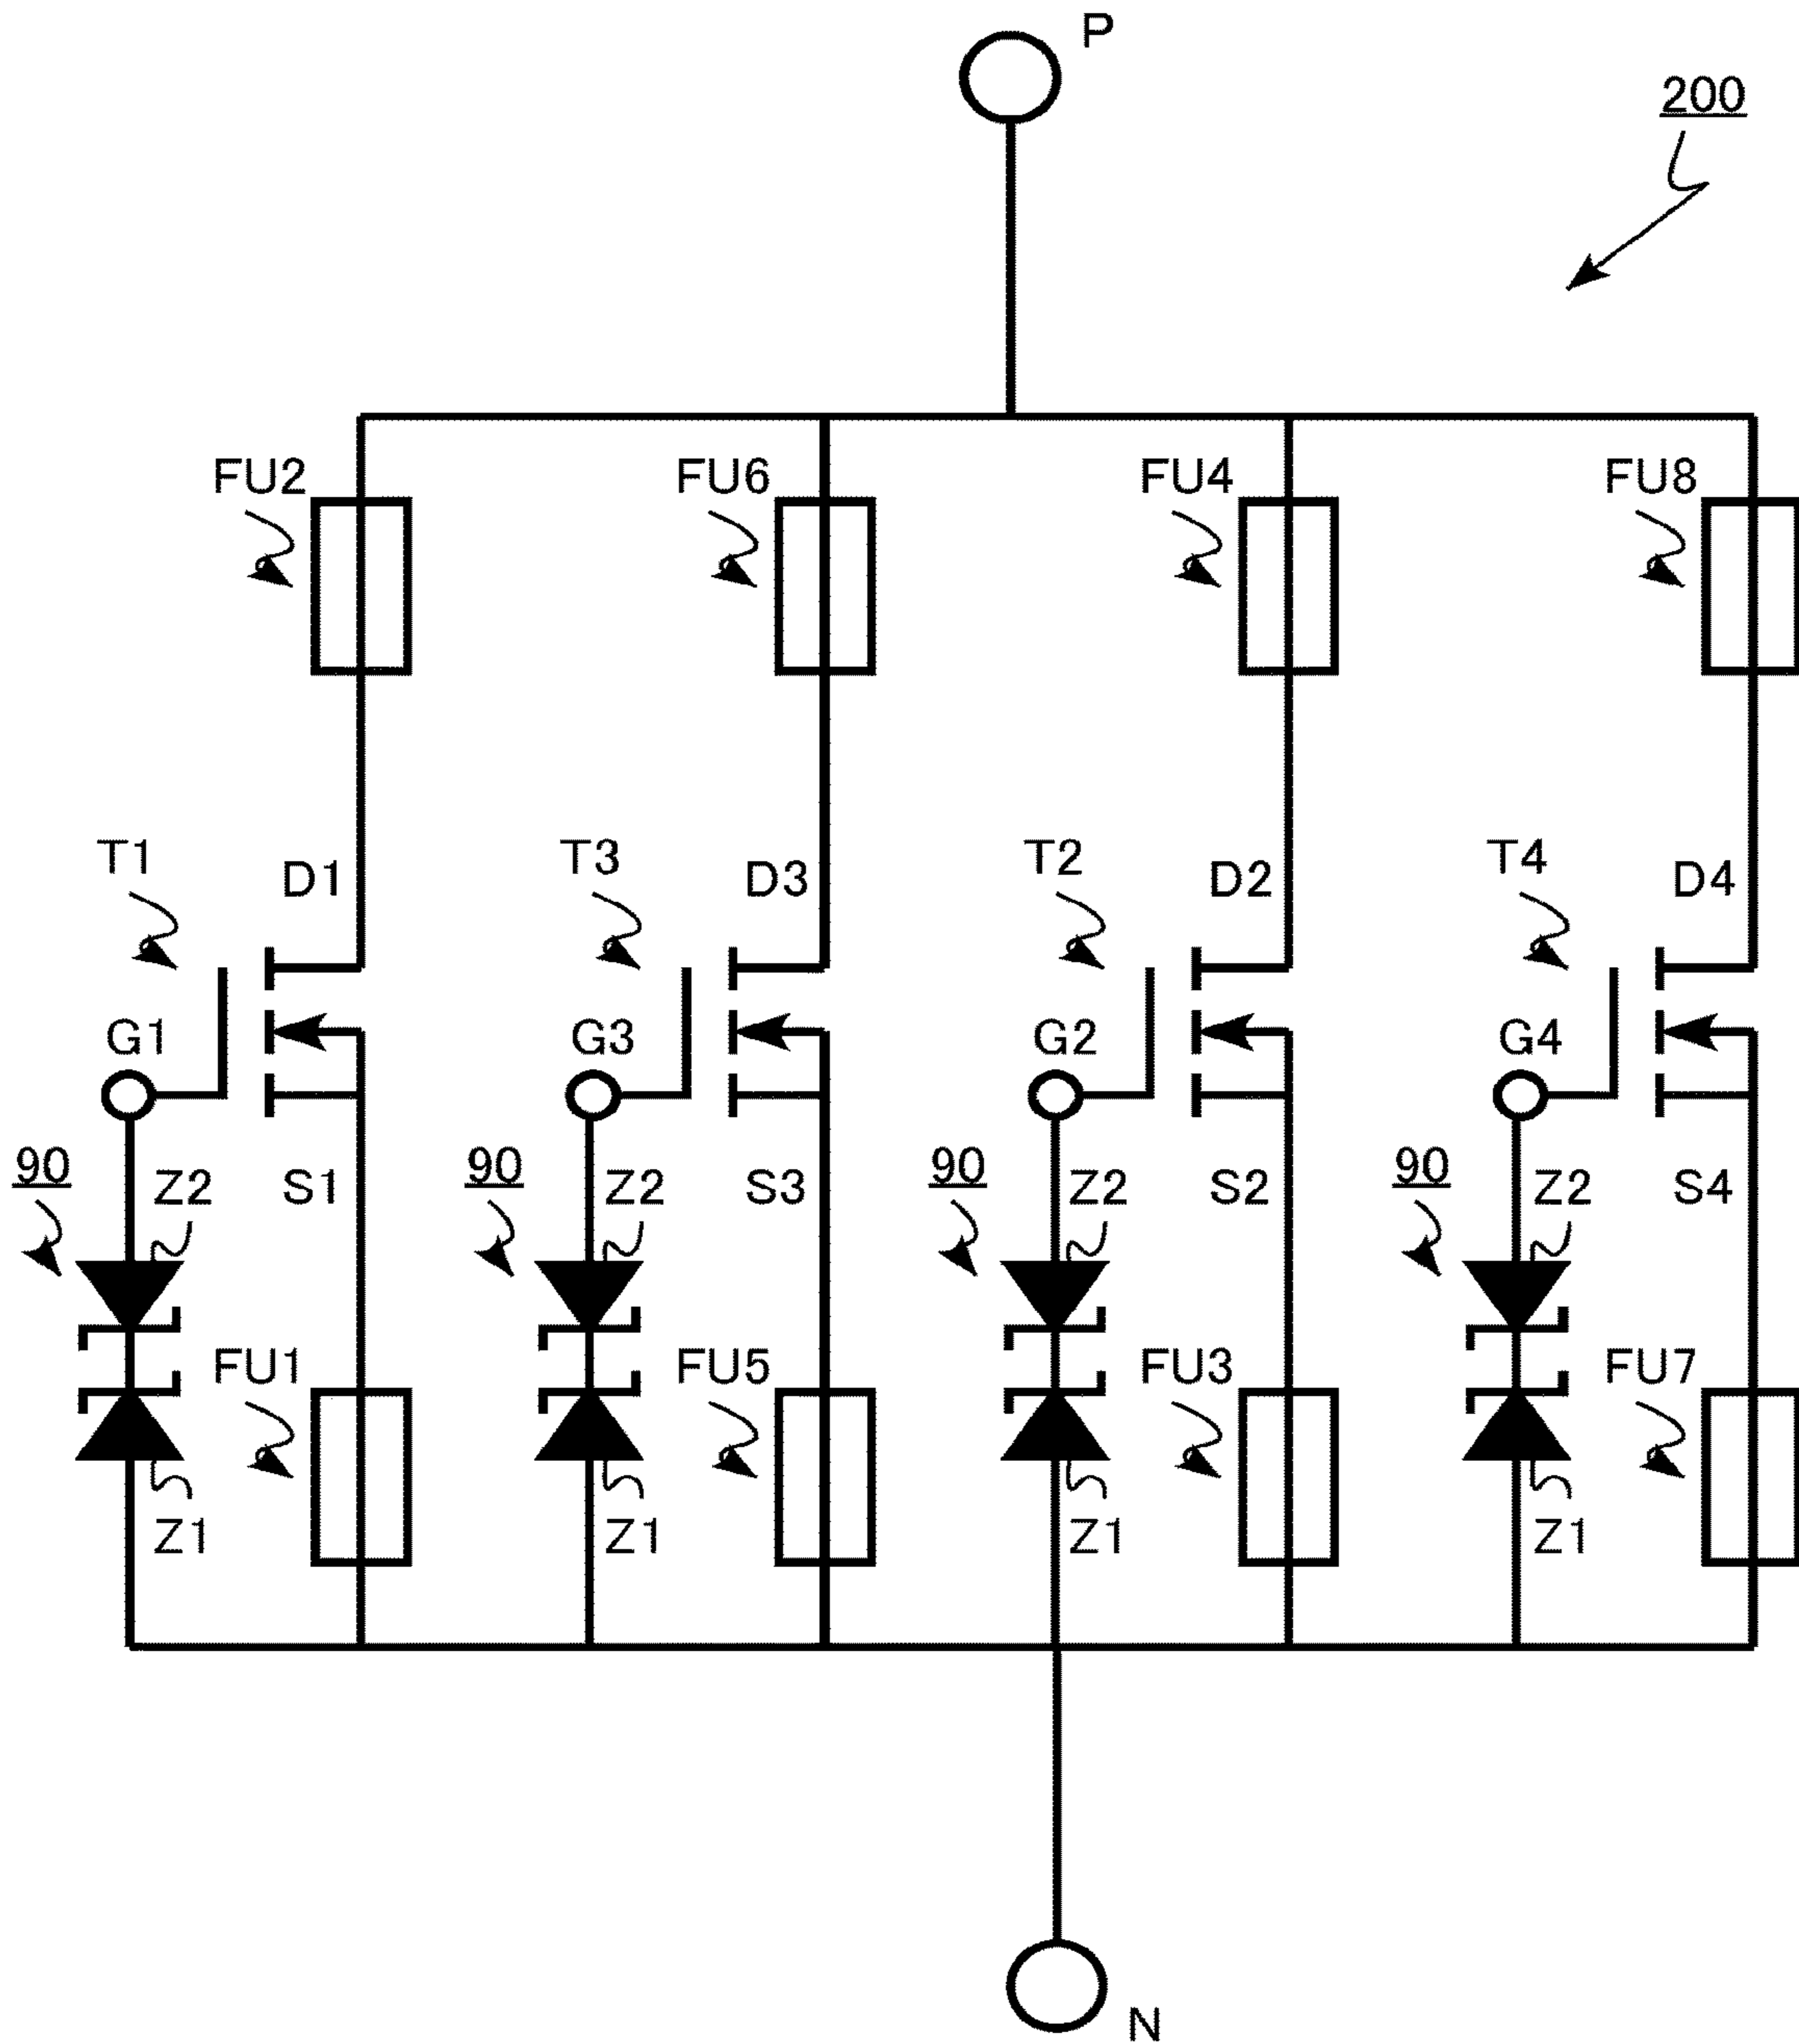 P
200
FU2 FU6 FU4 FU8
T1 D1 T3 D3 T2 D2 T4 D4
G1 G3 G2 G4
90 Z2 S1 90 Z2 S3 90 Z2 S2 90 Z2 S4
FU1 FU5 FU3 FU7
Z1 Z1 Z1 Z1
N